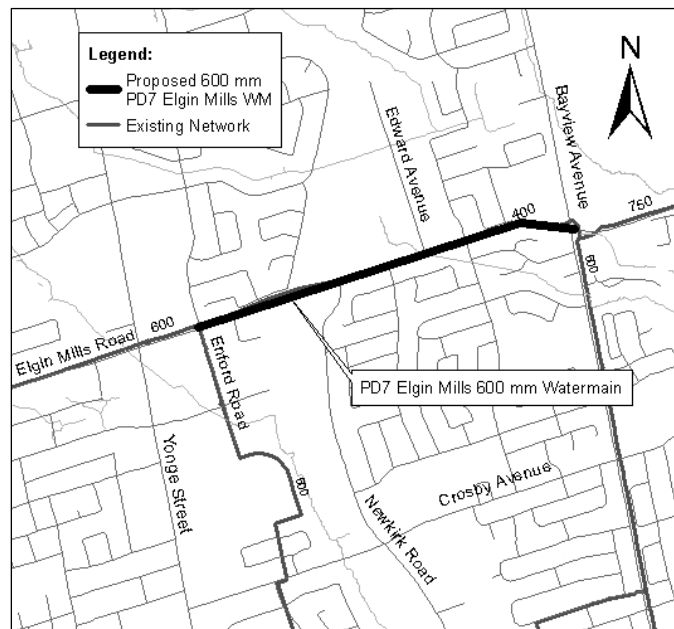 Legend:
Proposed 600 mm
PD7 Elgin Mills WM
Existing Network
N
Edward Avenue
Bayview Avenue
400
750
600
600
Elgin Mills Road
Enford Road
PD7 Elgin Mills 600 mm Watermain
Yonge Street
600
Crosby Avenue
Newkirk Road